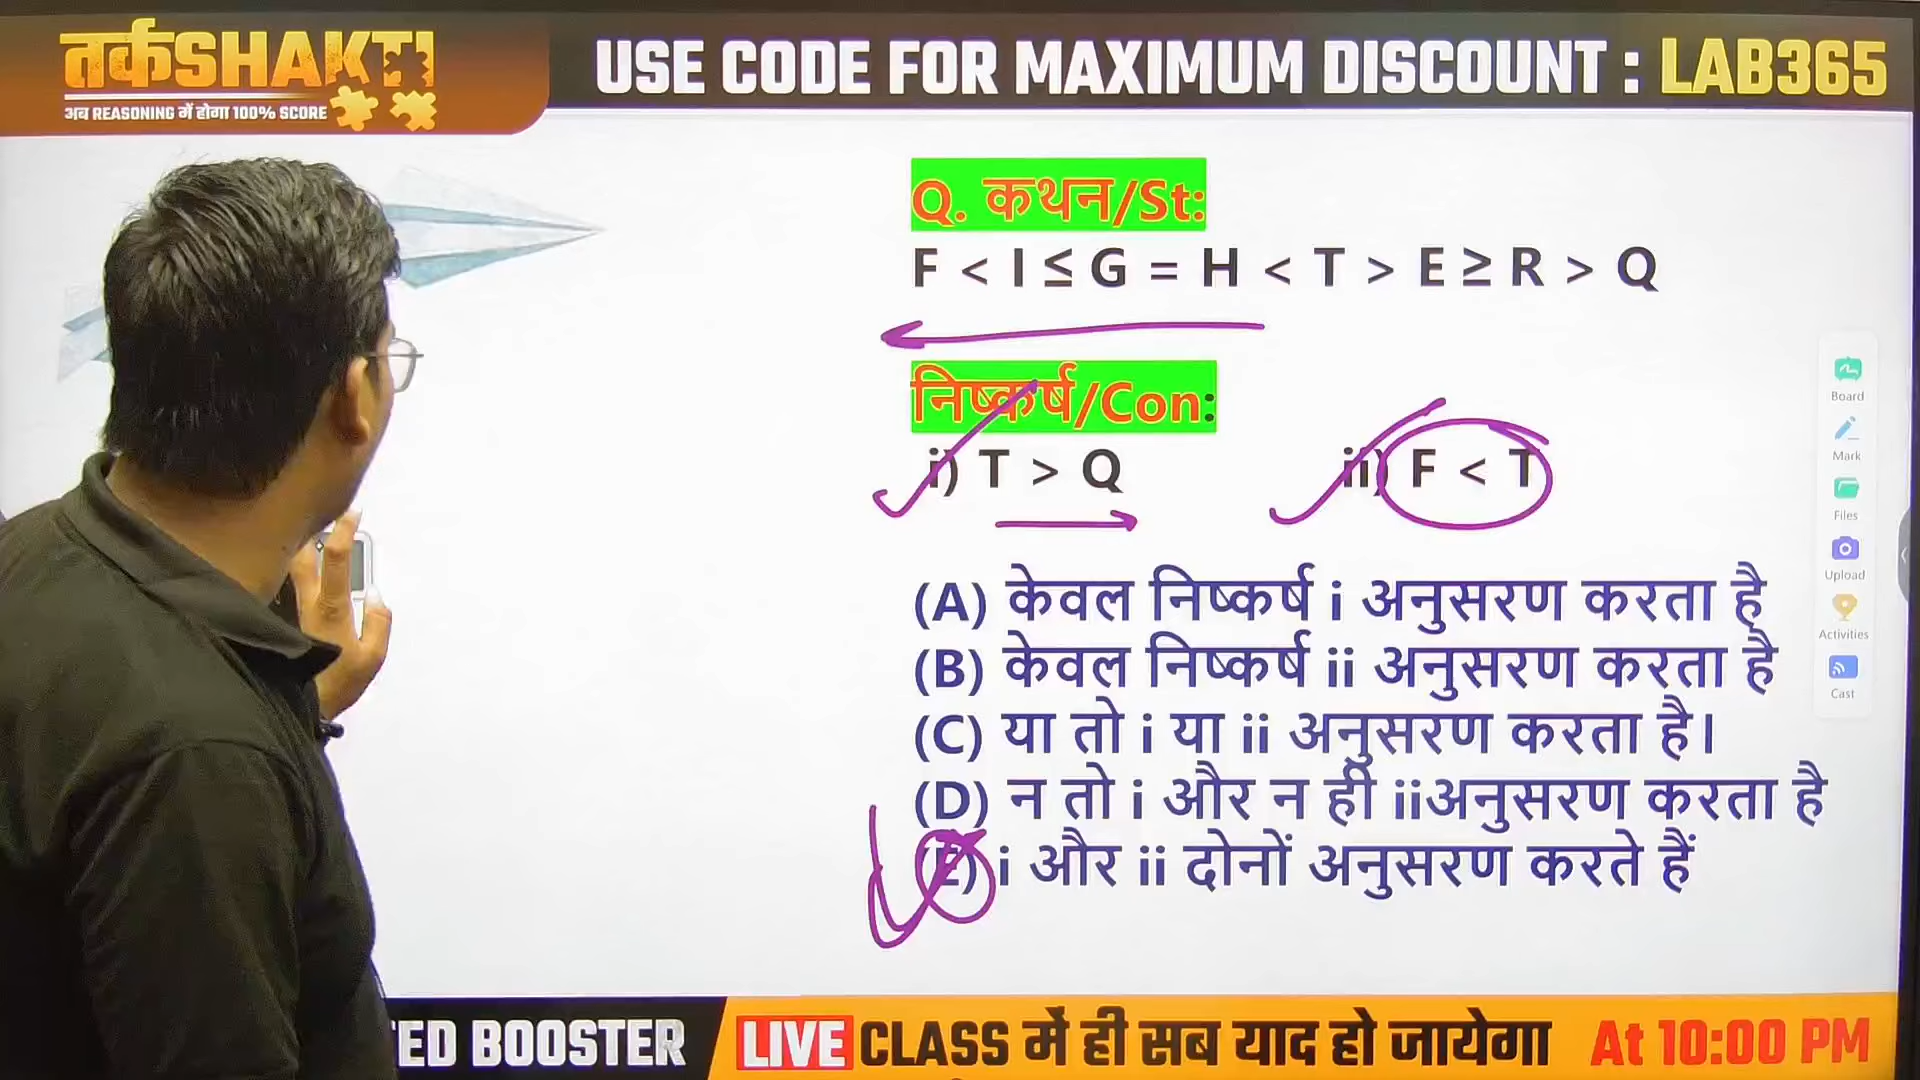 तर्कSHAKTI
अब REASONING में होगा 100% SCORE
USE CODE FOR MAXIMUM DISCOUNT : LAB365
Q. कथन/St:
F < I ≤ G = H < T > E ≥ R > Q
निष्कर्ष/Con:
i) T > Q ii) F < T
(A) केवल निष्कर्ष i अनुसरण करता है
(B) केवल निष्कर्ष ii अनुसरण करता है
(C) या तो i या ii अनुसरण करता है।
(D) न तो i और न ही iiअनुसरण करता है
(E) i और ii दोनों अनुसरण करते हैं
Board
Mark
Files
Upload
Activities
Cast
TED BOOSTER
LIVE CLASS में ही सब याद हो जायेगा At 10:00 PM